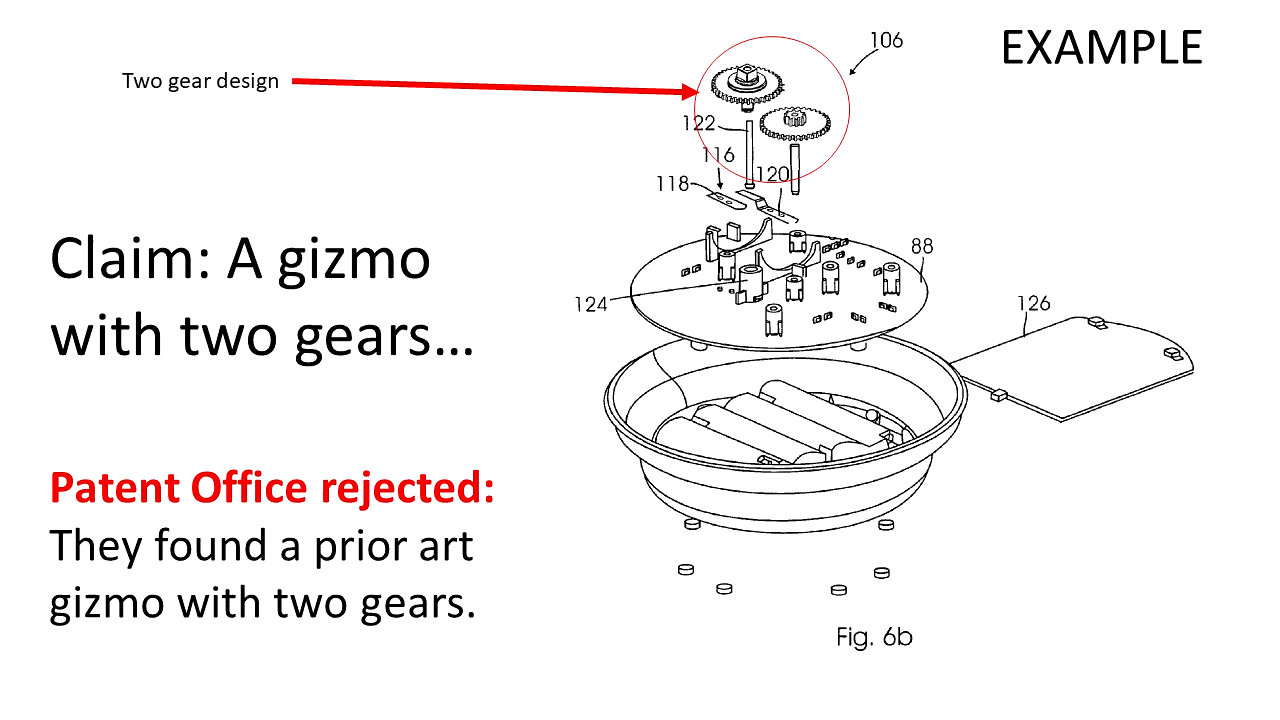 EXAMPLE
Two gear design
106
122
116
118
120
88
124
126
Claim: A gizmo
with two gears...
Patent Office rejected:
They found a prior art
gizmo with two gears.
Fig. 6b